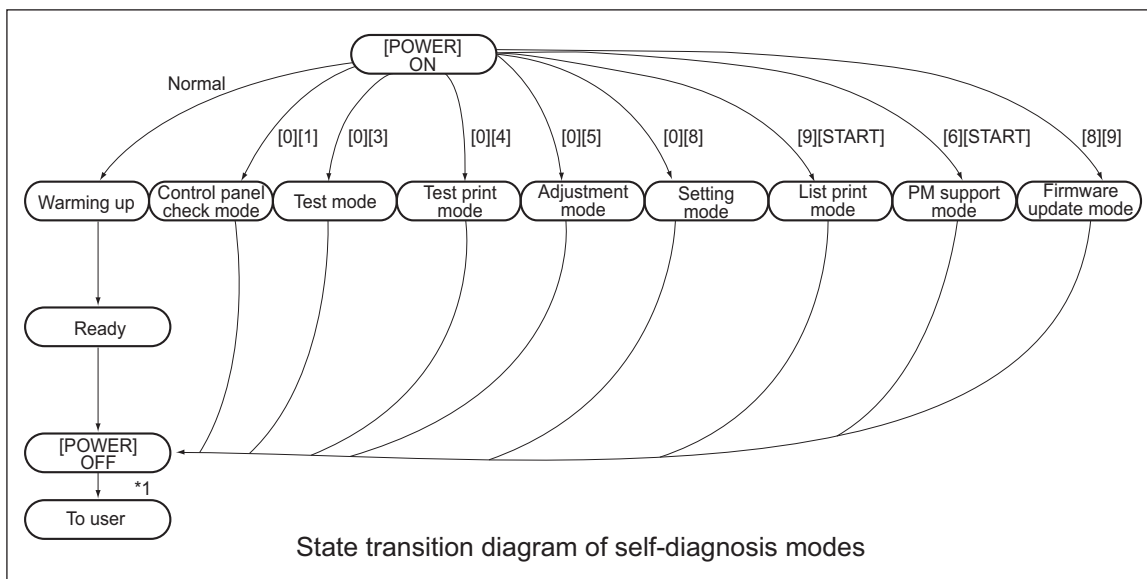 [POWER]
ON
Normal
[0][1]
[0][3]
[0][4]
[0][5]
[0][8]
[9][START]
[6][START]
[8][9]
Warming up
Control panel
check mode
Test mode
Test print
mode
Adjustment
mode
Setting
mode
List print
mode
PM support
mode
Firmware
update mode
Ready
[POWER]
OFF
*1
To user
State transition diagram of self-diagnosis modes